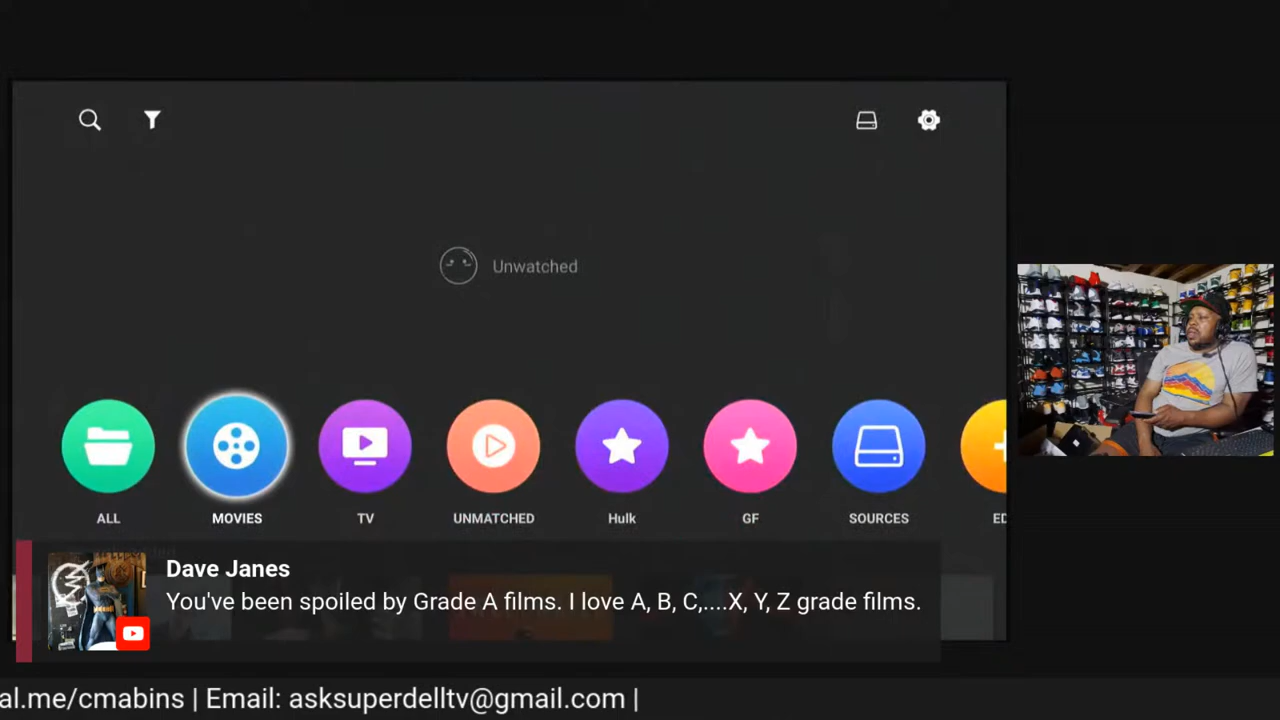 Unwatched
ALL
MOVIES
TV
UNMATCHED
Hulk
GF
SOURCES
ED
Dave Janes
You've been spoiled by Grade A films. I love A, B, C,....X, Y, Z grade films.
al.me/cmabins | Email: asksuperdelltv@gmail.com |